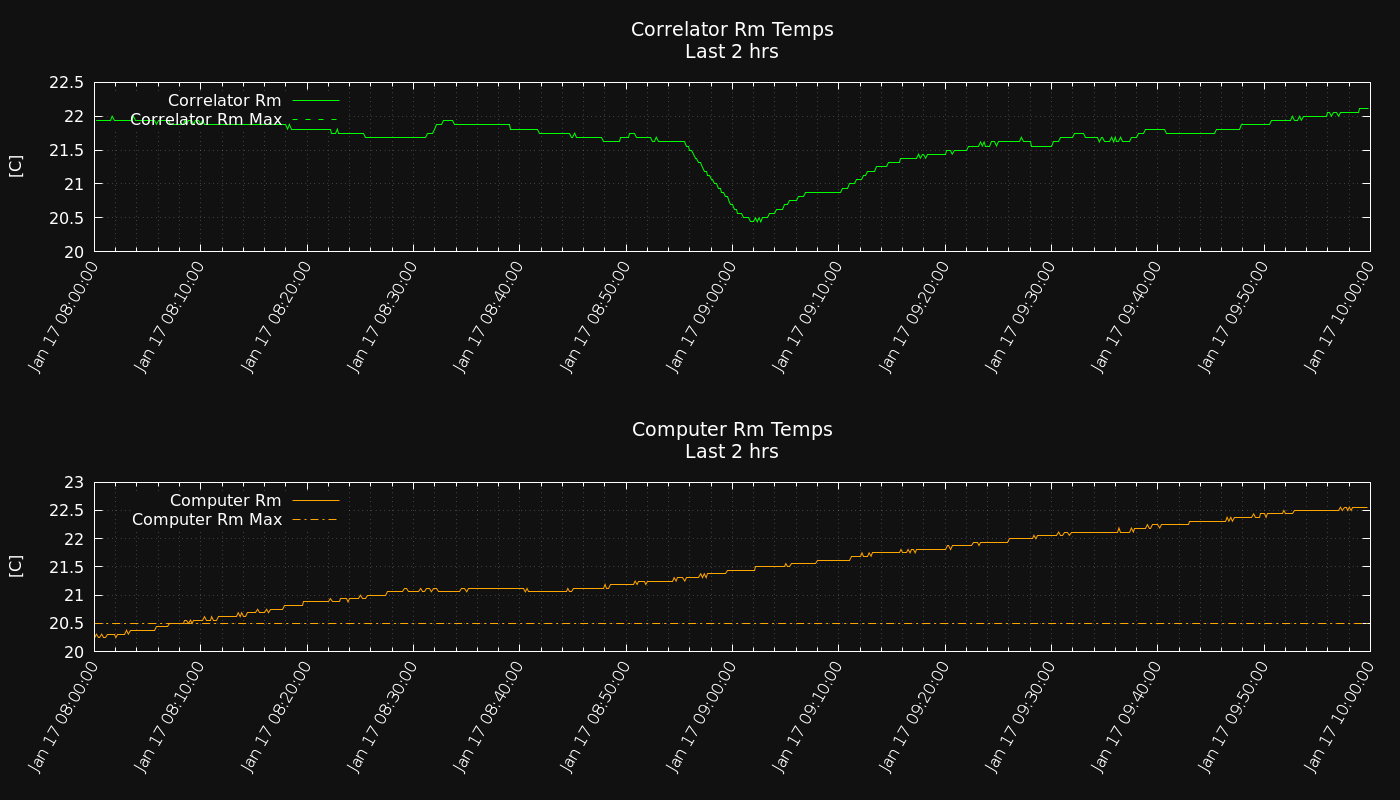 Correlator Rm Temps
Last 2 hrs
22.5
22
21.5
21
20.5
20
[C]
Correlator Rm
Correlator Rm Max
Jan 17 08:00:00
Jan 17 08:10:00
Jan 17 08:20:00
Jan 17 08:30:00
Jan 17 08:40:00
Jan 17 08:50:00
Jan 17 09:00:00
Jan 17 09:10:00
Jan 17 09:20:00
Jan 17 09:30:00
Jan 17 09:40:00
Jan 17 09:50:00
Jan 17 10:00:00
Computer Rm Temps
Last 2 hrs
23
22.5
22
21.5
21
20.5
20
[C]
Computer Rm
Computer Rm Max
Jan 17 08:00:00
Jan 17 08:10:00
Jan 17 08:20:00
Jan 17 08:30:00
Jan 17 08:40:00
Jan 17 08:50:00
Jan 17 09:00:00
Jan 17 09:10:00
Jan 17 09:20:00
Jan 17 09:30:00
Jan 17 09:40:00
Jan 17 09:50:00
Jan 17 10:00:00